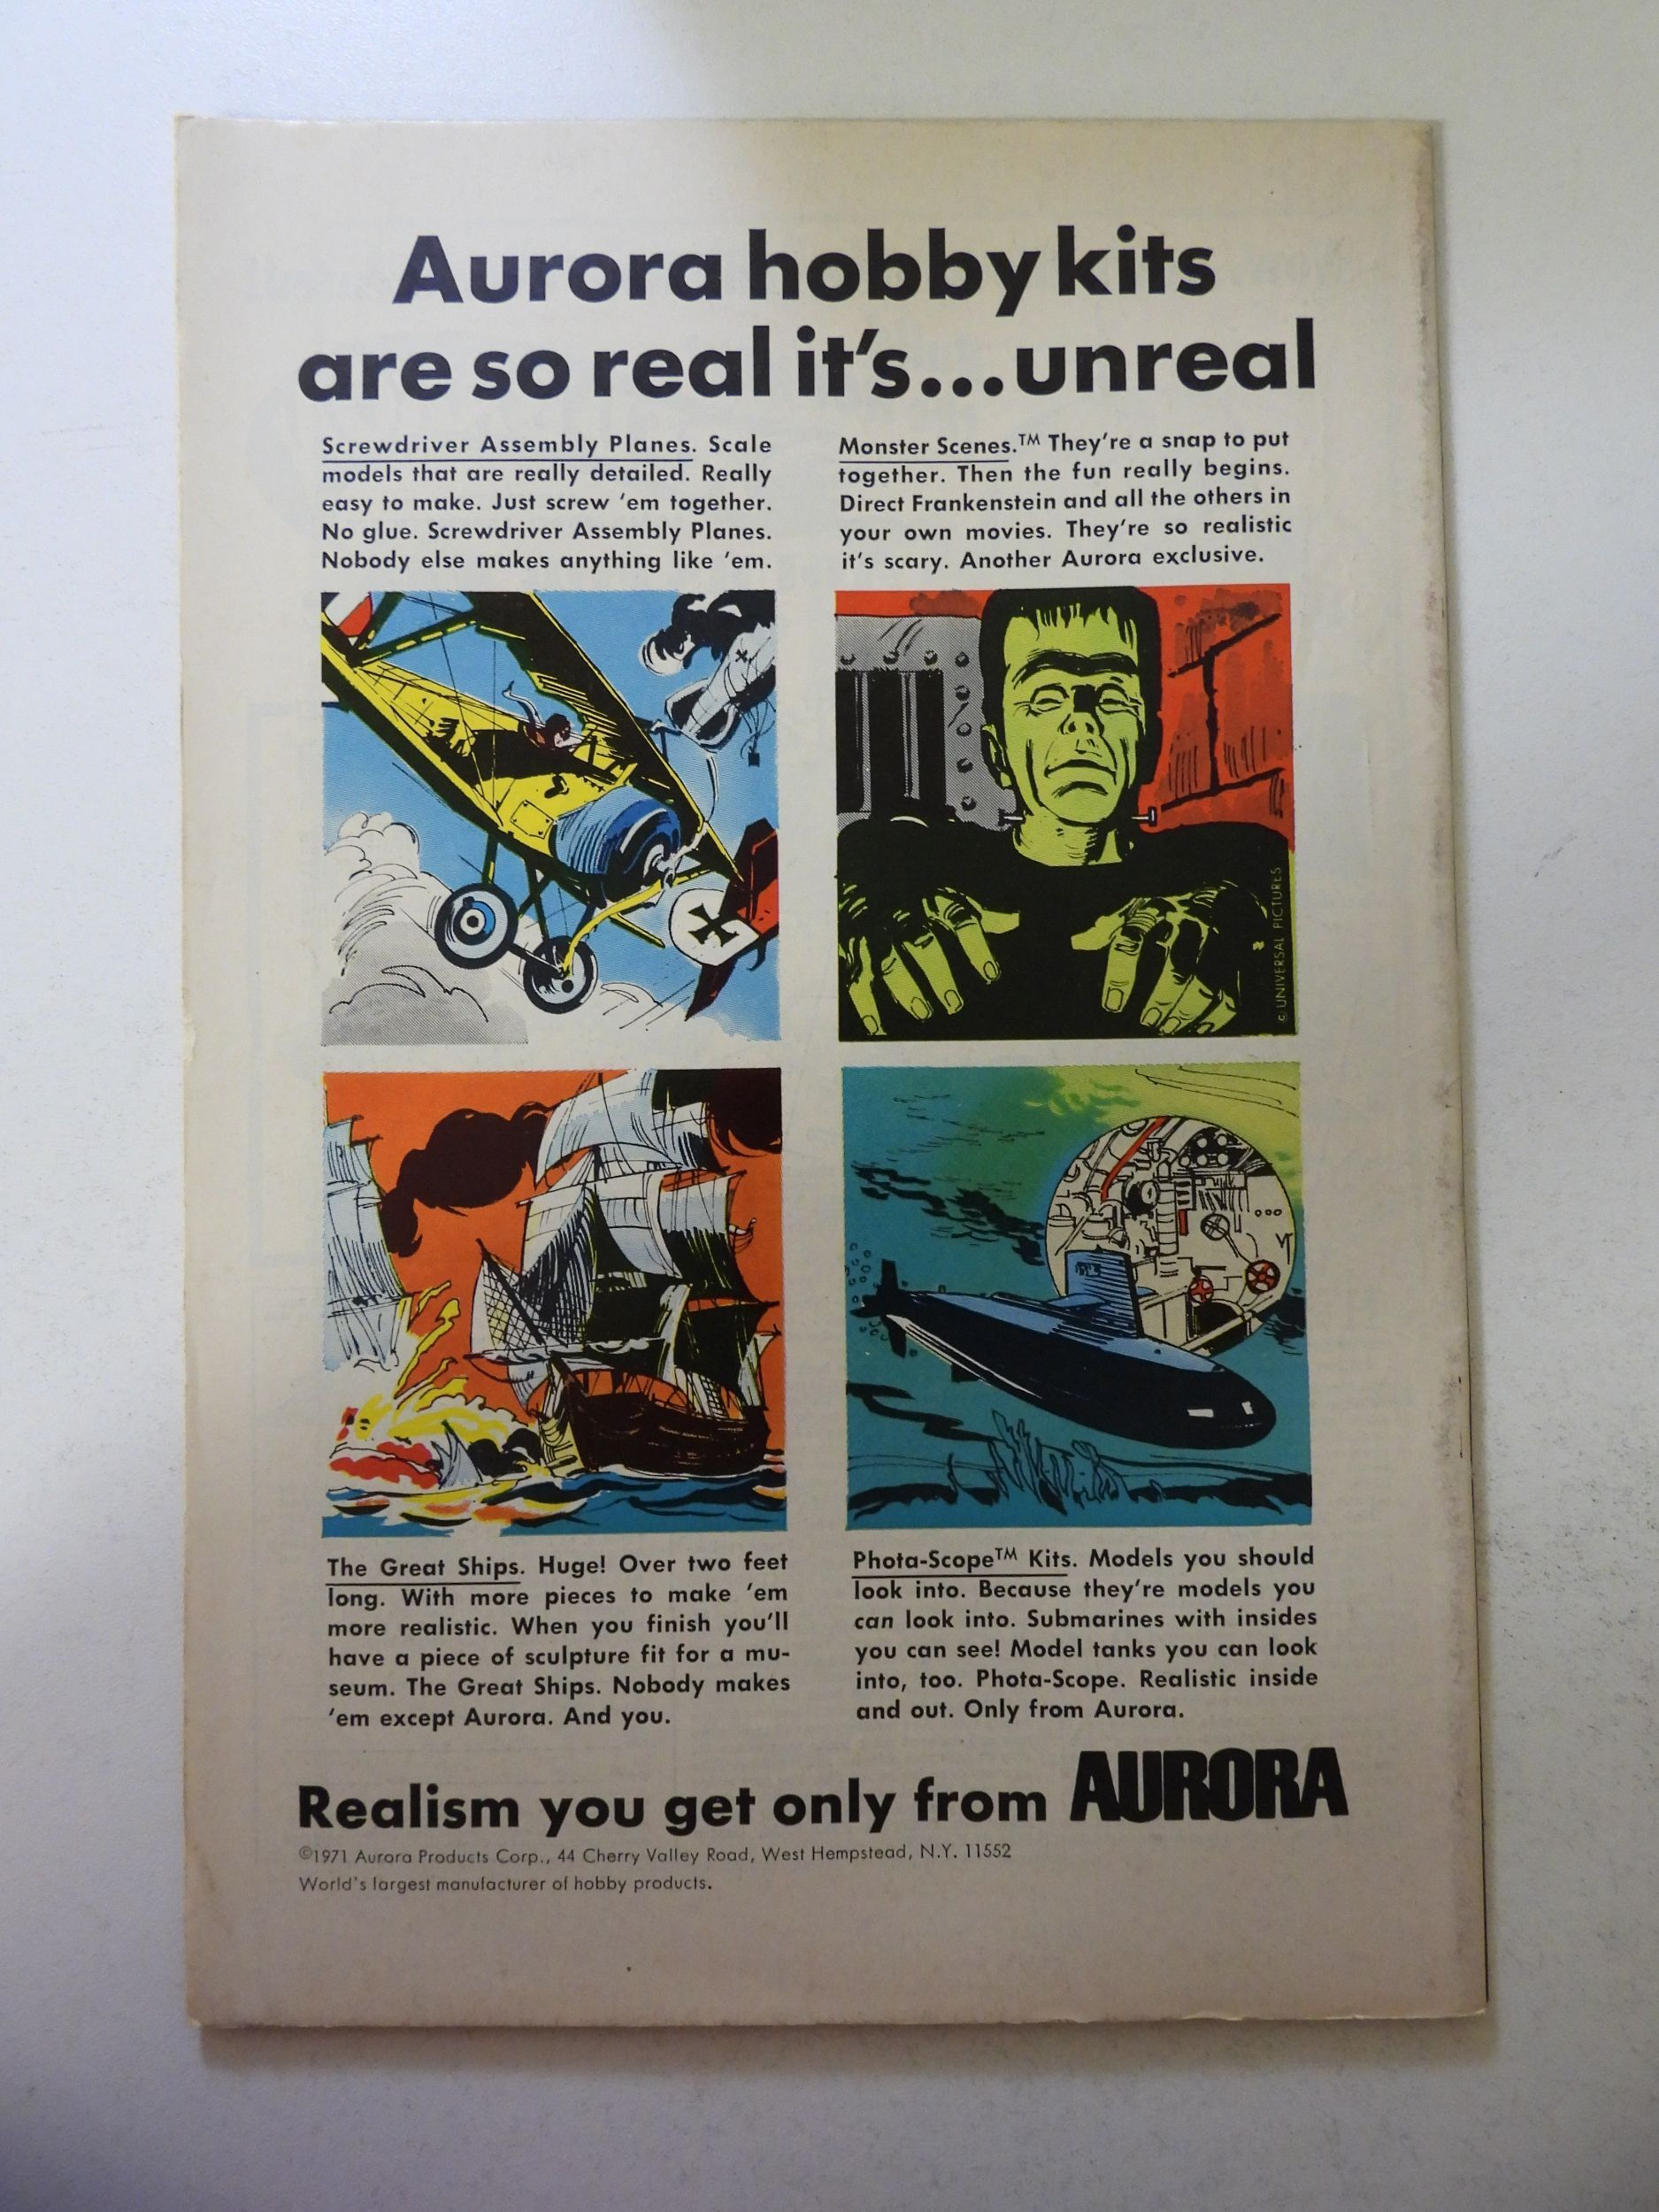 Aurora hobby kits
are so real it's...unreal
Screwdriver Assembly Planes. Scale
models that are really detailed. Really
easy to make. Just screw 'em together.
No glue. Screwdriver Assembly Planes.
Nobody else makes anything like 'em.
Monster Scenes.™ They're a snap to put
together. Then the fun really begins.
Direct Frankenstein and all the others in
your own movies. They're so realistic
it's scary. Another Aurora exclusive.
© UNIVERSAL PICTURES
The Great Ships. Huge! Over two feet
long. With more pieces to make 'em
more realistic. When you finish you'll
have a piece of sculpture fit for a mu-
seum. The Great Ships. Nobody makes
'em except Aurora. And you.
Phota-Scope™ Kits. Models you should
look into. Because they're models you
can look into. Submarines with insides
you can see! Model tanks you can look
into, too. Phota-Scope. Realistic inside
and out. Only from Aurora.
Realism you get only from AURORA
©1971 Aurora Products Corp., 44 Cherry Valley Road, West Hempstead, N.Y. 11552
World's largest manufacturer of hobby products.